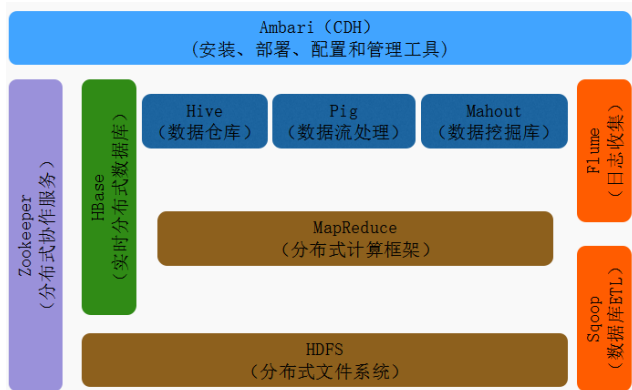 Ambari（CDH）
(安装、部署、配置和管理工具)
Zookeeper
（分布式协作服务）
HBase
（实时分布式数据库）
Hive
（数据仓库）
Pig
（数据流处理）
Mahout
（数据挖掘库）
Flume
（日志收集）
MapReduce
（分布式计算框架）
Sqoop
（数据库ETL）
HDFS
（分布式文件系统）